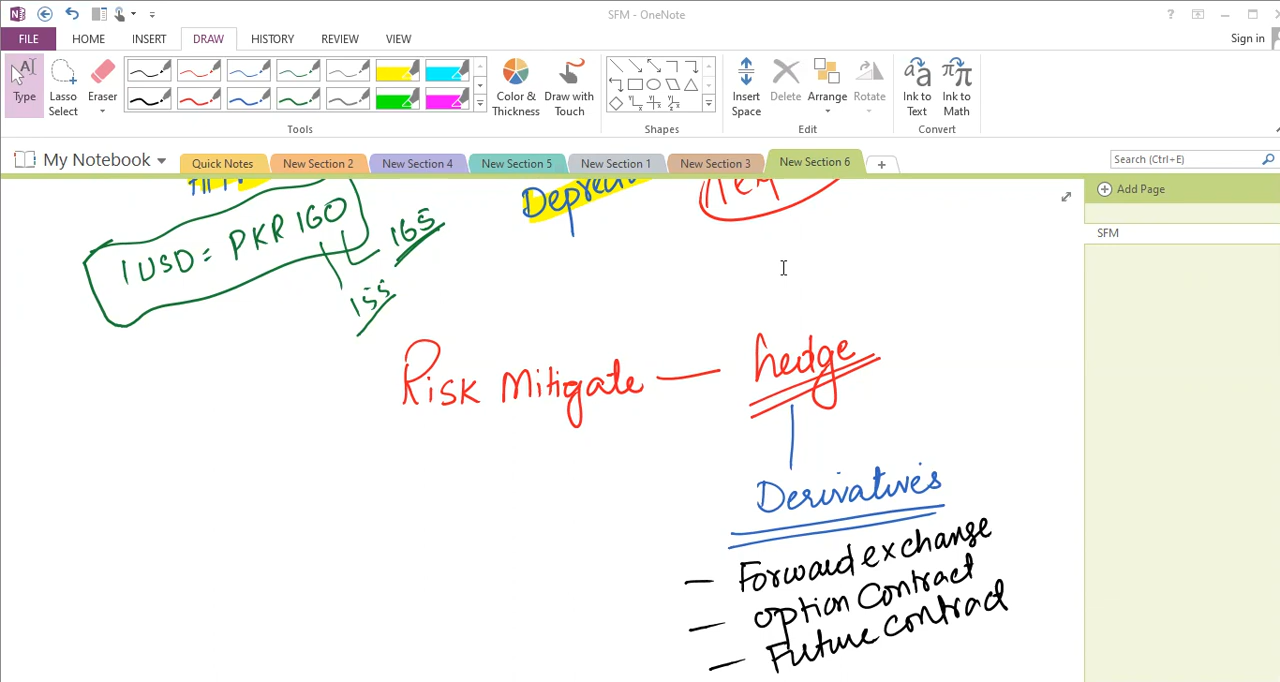 SFM - OneNote
?
Sign in
FILE HOME INSERT DRAW HISTORY REVIEW VIEW
Type
Lasso Select
Eraser
Color & Thickness
Draw with Touch
Insert Space
Delete
Arrange
Rotate
Ink to Text
Ink to Math
Tools
Shapes
Edit
Convert
My Notebook
Quick Notes New Section 2 New Section 4 New Section 5 New Section 1 New Section 3 New Section 6
Search (Ctrl+E)
Add Page
SFM
1 USD = PKR 160
165
155
Risk Mitigate — hedge
Derivatives
— Forward exchange
— option Contract
— Future contract